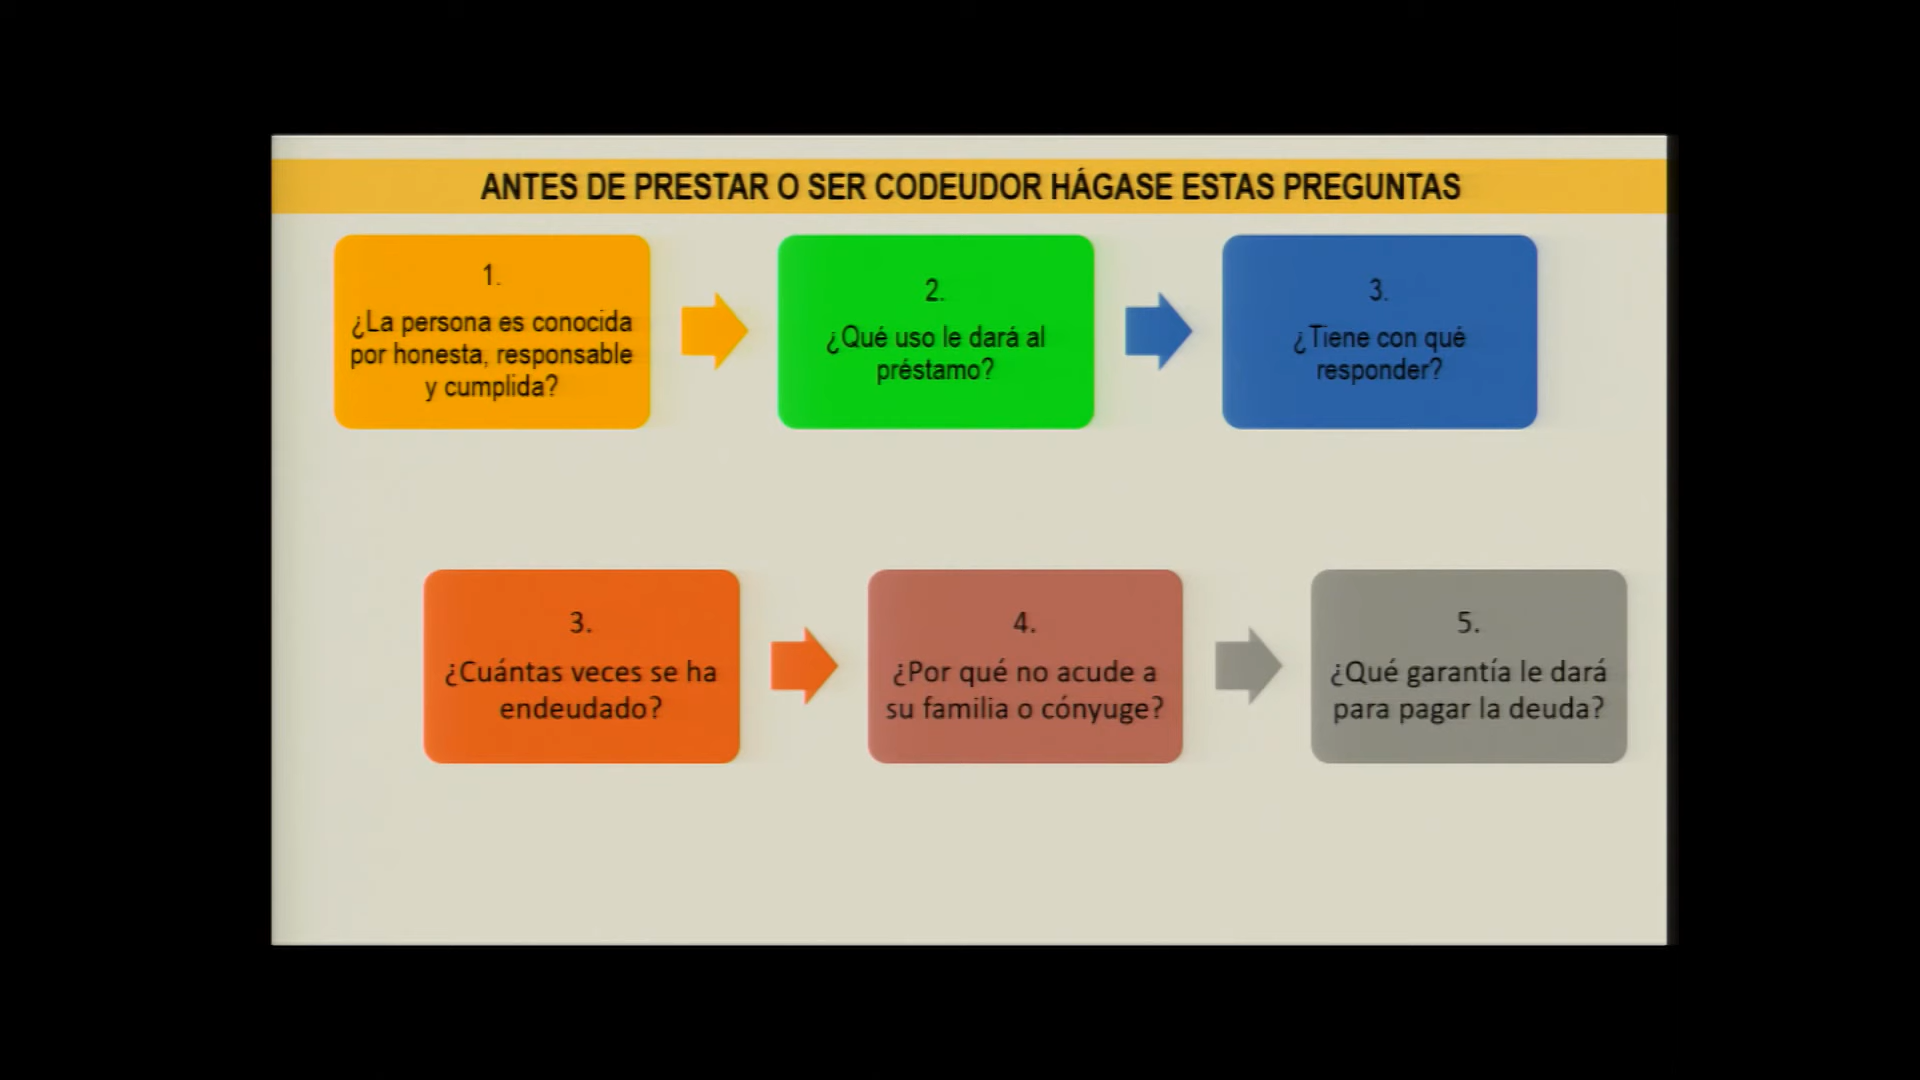 ANTES DE PRESTAR O SER CODEUDOR HÁGASE ESTAS PREGUNTAS
1.
¿La persona es conocida
por honesta, responsable
y cumplida?
2.
¿Qué uso le dará al
préstamo?
3.
¿Tiene con qué
responder?
3.
¿Cuántas veces se ha
endeudado?
4.
¿Por qué no acude a
su familia o cónyuge?
5.
¿Qué garantía le dará
para pagar la deuda?